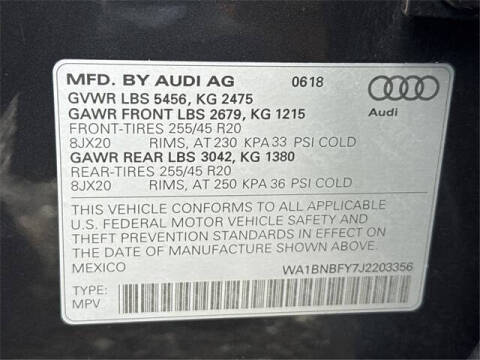 MFD. BY AUDI AG 0618
GVWR LBS 5456, KG 2475
GAWR FRONT LBS 2679, KG 1215
FRONT-TIRES 255/45 R20
8JX20 RIMS, AT 230 KPA 33 PSI COLD
GAWR REAR LBS 3042, KG 1380
REAR-TIRES 255/45 R20
8JX20 RIMS, AT 250 KPA 36 PSI COLD
Audi
THIS VEHICLE CONFORMS TO ALL APPLICABLE
U.S. FEDERAL MOTOR VEHICLE SAFETY AND
THEFT PREVENTION STANDARDS IN EFFECT ON
THE DATE OF MANUFACTURE SHOWN ABOVE.
MEXICO WA1BNBFY7J2203356
TYPE:
MPV